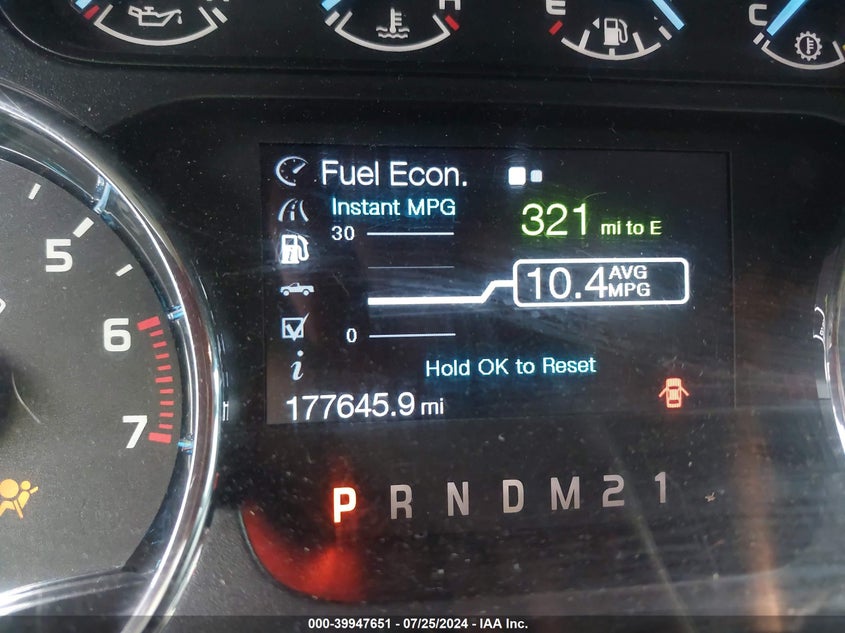 H
E
C
Fuel Econ.
Instant MPG
30
321 mi to E
10.4 AVG MPG
0
Hold OK to Reset
177645.9 mi
5
6
7
P R N D M 2 1
000-39947651 - 07/25/2024 - IAA Inc.